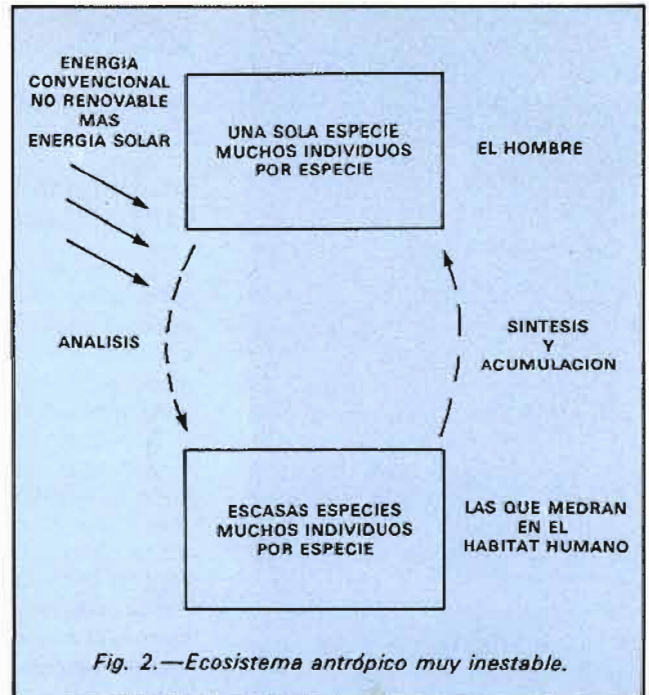 ENERGIA
CONVENCIONAL
NO RENOVABLE
MAS
ENERGIA SOLAR
UNA SOLA ESPECIE
MUCHOS INDIVIDUOS
POR ESPECIE
EL HOMBRE
ANALISIS
SINTESIS
Y
ACUMULACION
ESCASAS ESPECIES
MUCHOS INDIVIDUOS
POR ESPECIE
LAS QUE MEDRAN
EN EL
HABITAT HUMANO
Fig. 2.—Ecosistema antrópico muy inestable.